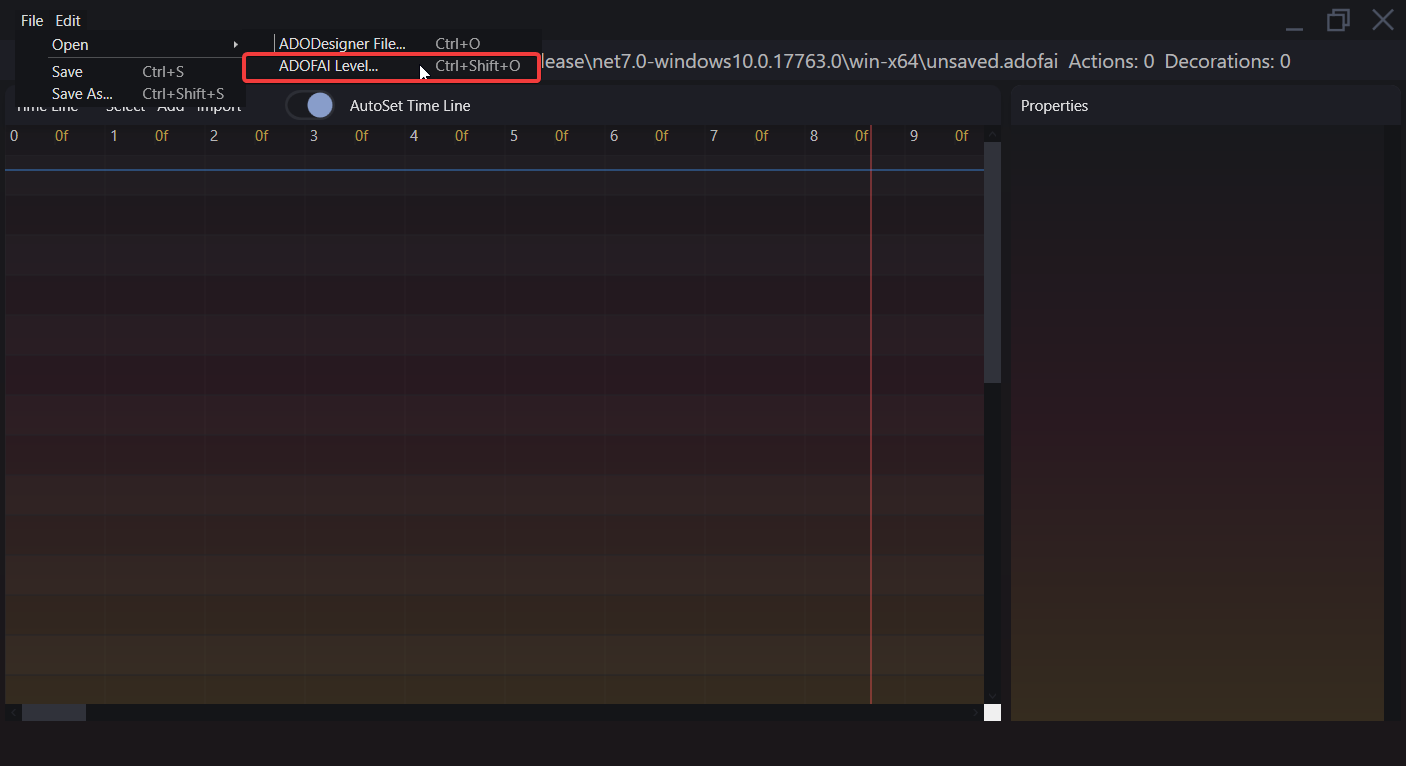 File Edit
Open
ADODesigner File... Ctrl+O
ADOFAI Level... Ctrl+Shift+O
lease\net7.0-windows10.0.17763.0\win-x64\unsaved.adofai Actions: 0 Decorations: 0
Save Ctrl+S
Save As... Ctrl+Shift+S
Time Line Select Add Import AutoSet Time Line
Properties
0 0f 1 0f 2 0f 3 0f 4 0f 5 0f 6 0f 7 0f 8 0f 9 0f